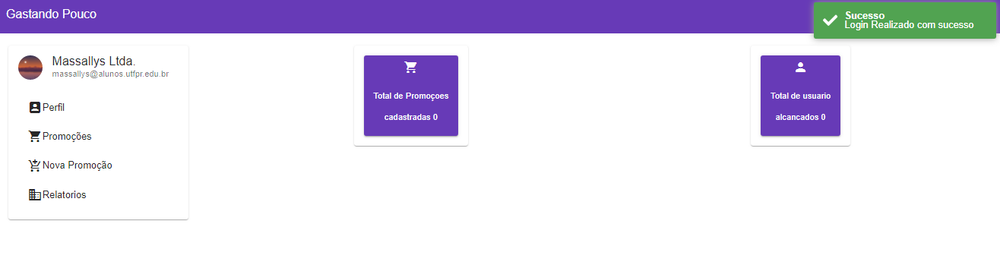 Gastando Pouco
Sucesso
Login Realizado com sucesso
Massallys Ltda.
massallys@alunos.utfpr.edu.br
Perfil
Promoções
Nova Promoção
Relatorios
Total de Promoçoes
cadastradas 0
Total de usuario
alcancados 0